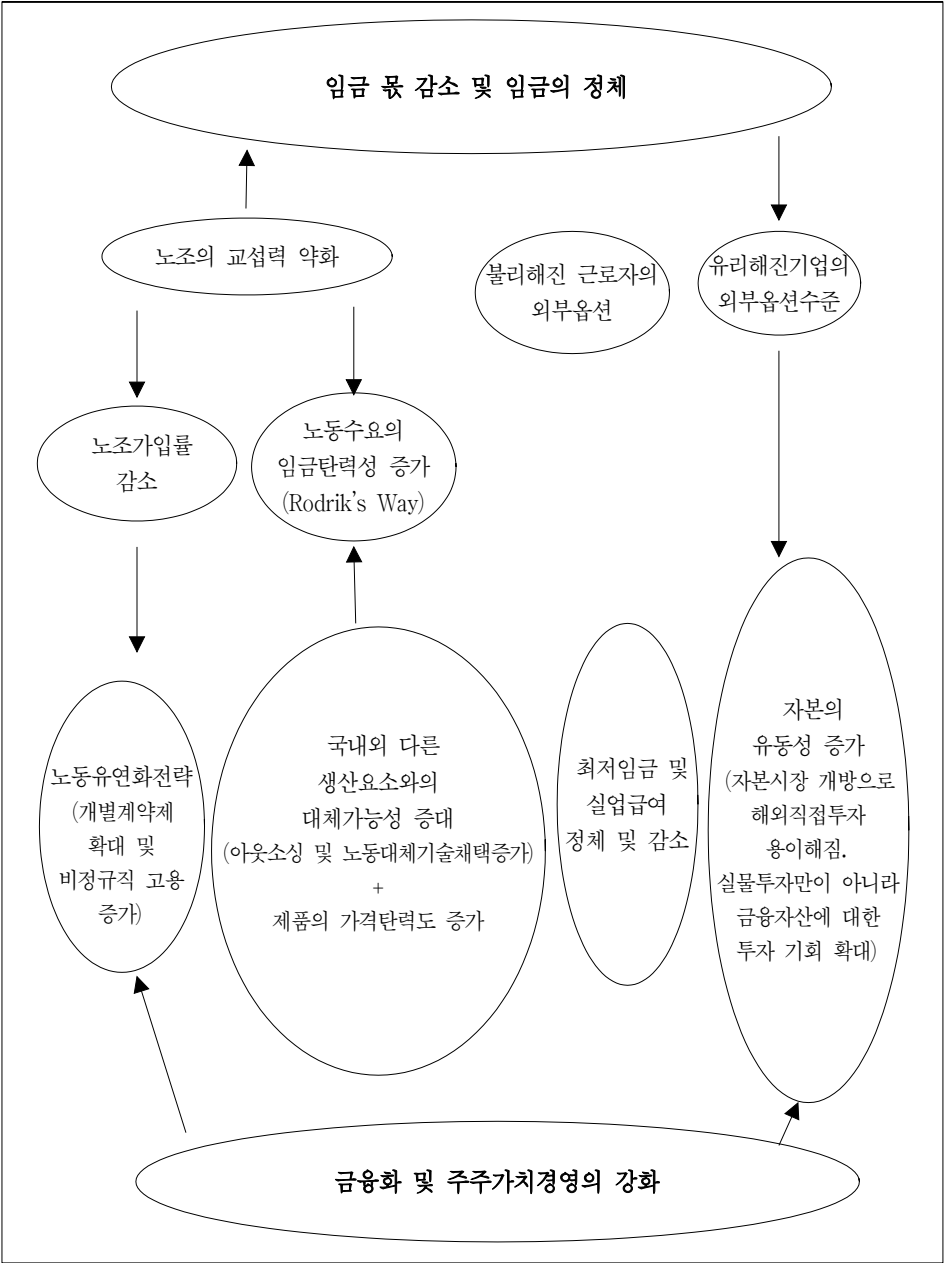 임금 몫 감소 및 임금의 정체
노조의 교섭력 약화
불리해진 근로자의
외부옵션
유리해진기업의
외부옵션수준
노조가입률
감소
노동수요의
임금탄력성 증가
(Rodrik's Way)
노동유연화전략
(개별계약제
확대 및
비정규직 고용
증가)
국내외 다른
생산요소와의
대체가능성 증대
(아웃소싱 및 노동대체기술채택증가)
+
제품의 가격탄력도 증가
최저임금 및
실업급여
정체 및 감소
자본의
유동성 증가
(자본시장 개방으로
해외직접투자
용이해짐.
실물투자만이 아니라
금융자산에 대한
투자 기회 확대)
금융화 및 주주가치경영의 강화